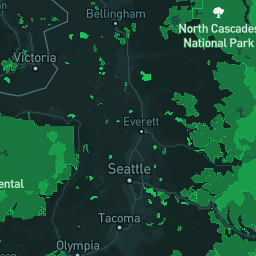 Bellingham
North Cascades
National Park
Victoria
Everett
Seattle
ental
Tacoma
Olympia